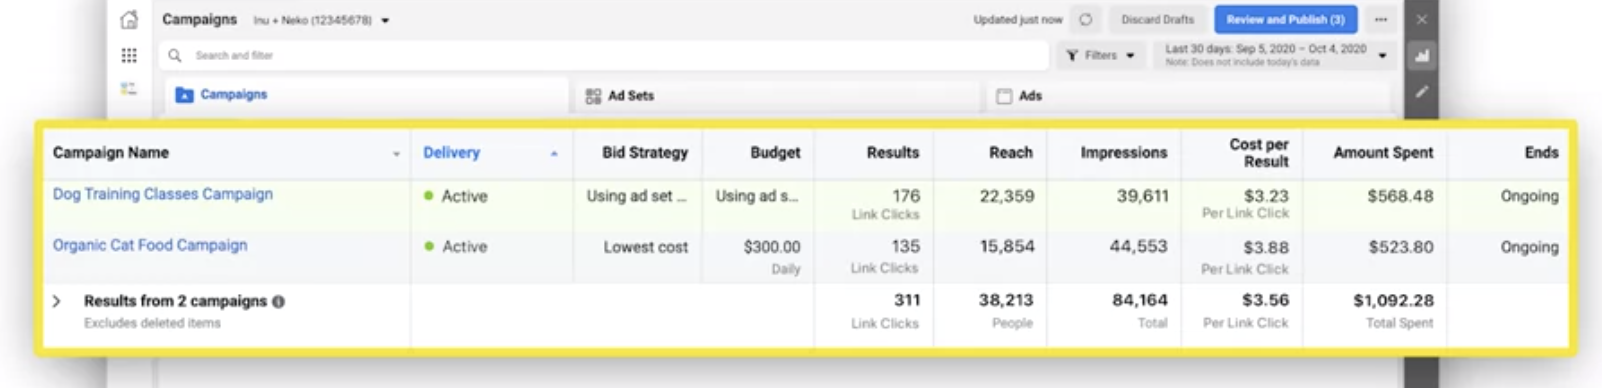 Campaigns Inu + Neko (12345678) Updated just now Discard Drafts Review and Publish (3)
Search and filter Filters Last 30 days: Sep 5, 2020 – Oct 4, 2020
Note: Does not include today's data
Campaigns Ad Sets Ads
Campaign Name Delivery Bid Strategy Budget Results Reach Impressions Cost per Result Amount Spent Ends
Dog Training Classes Campaign Active Using ad set ... Using ad s... 176 22,359 39,611 $3.23 $568.48 Ongoing
Link Clicks Per Link Click
Organic Cat Food Campaign Active Lowest cost $300.00 135 15,854 44,553 $3.88 $523.80 Ongoing
Daily Link Clicks Per Link Click
Results from 2 campaigns 311 38,213 84,164 $3.56 $1,092.28
Excludes deleted items Link Clicks People Total Per Link Click Total Spent